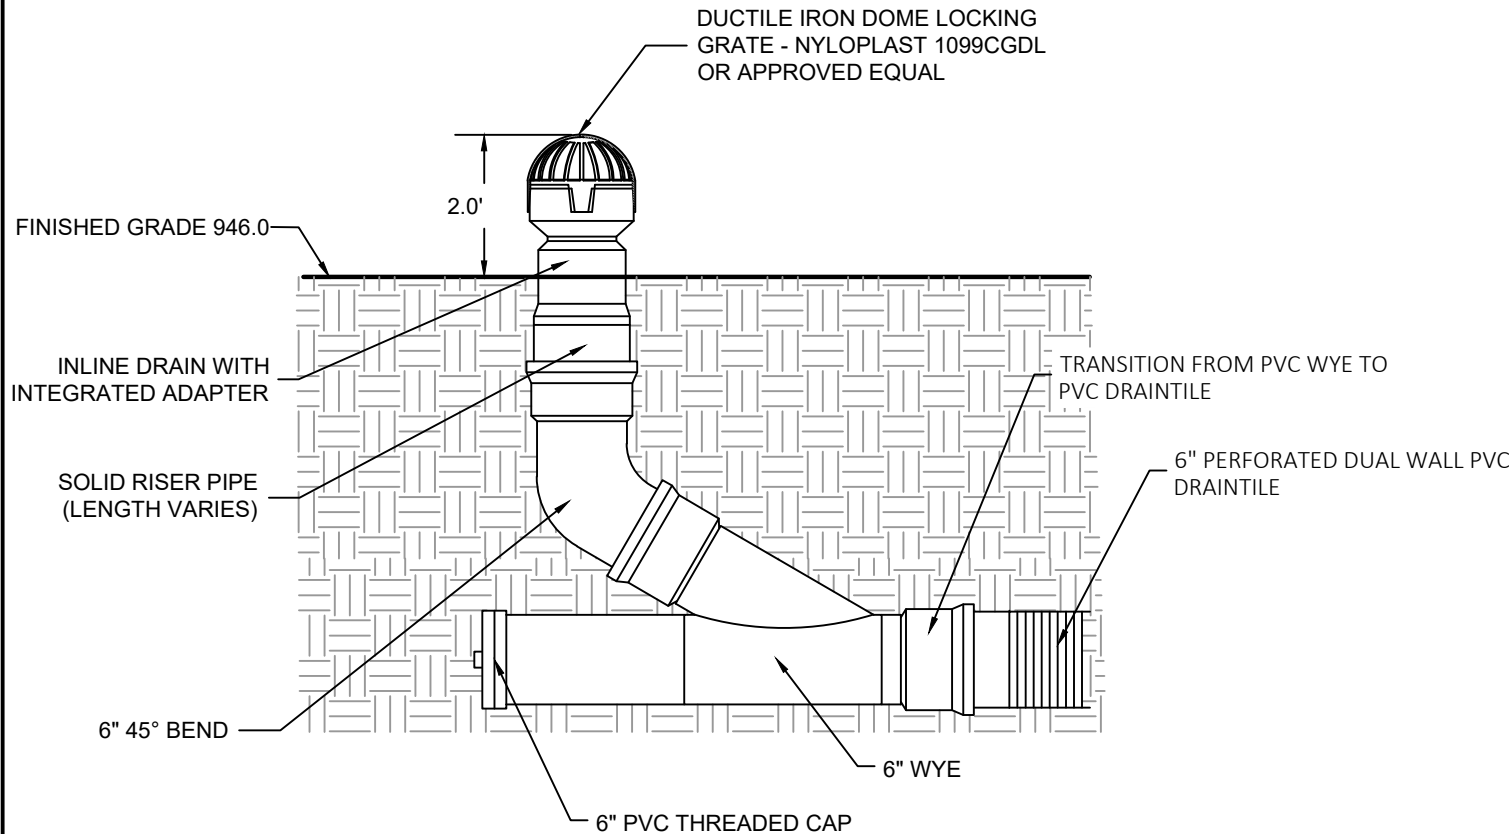 DUCTILE IRON DOME LOCKING
GRATE - NYLOPLAST 1099CGDL
OR APPROVED EQUAL
2.0'
FINISHED GRADE 946.0
INLINE DRAIN WITH
INTEGRATED ADAPTER
TRANSITION FROM PVC WYE TO
PVC DRAINTILE
6" PERFORATED DUAL WALL PVC
DRAINTILE
SOLID RISER PIPE
(LENGTH VARIES)
6" 45° BEND
6" WYE
6" PVC THREADED CAP